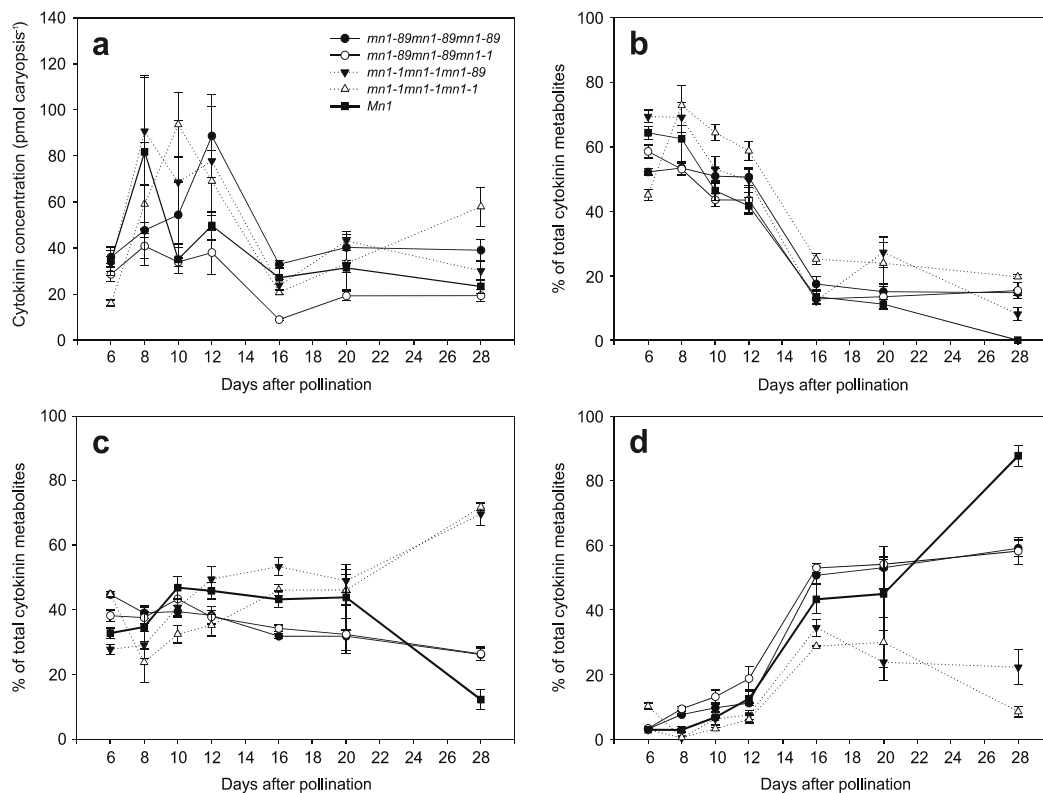 a
Cytokinin concentration (pmol caryopsis⁻¹)
140
120
100
80
60
40
20
0
mn1-89mn1-89mn1-89
mn1-89mn1-89mn1-1
mn1-1mn1-1mn1-89
mn1-1mn1-1mn1-1
Mn1
6 8 10 12 14 16 18 20 22 24 26 28
Days after pollination
b
% of total cytokinin metabolites
100
80
60
40
20
0
6 8 10 12 14 16 18 20 22 24 26 28
Days after pollination
c
% of total cytokinin metabolites
100
80
60
40
20
0
6 8 10 12 14 16 18 20 22 24 26 28
Days after pollination
d
% of total cytokinin metabolites
100
80
60
40
20
0
6 8 10 12 14 16 18 20 22 24 26 28
Days after pollination